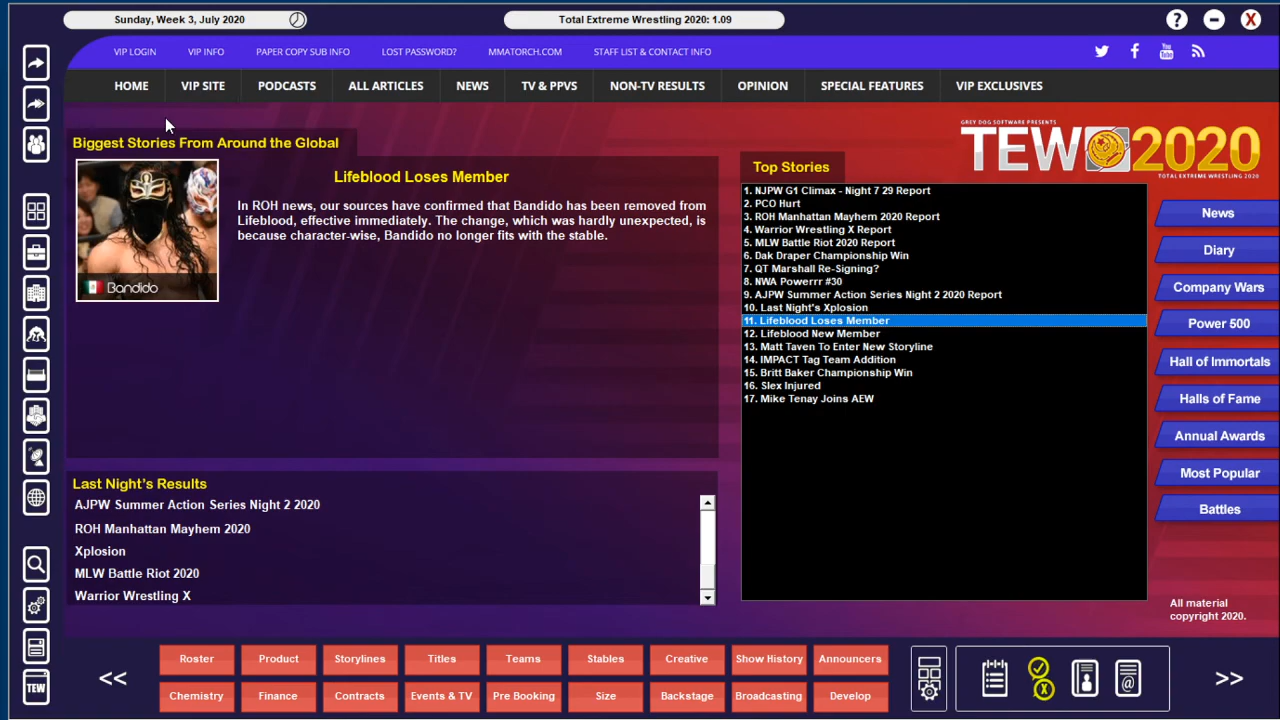 Sunday, Week 3, July 2020
Total Extreme Wrestling 2020: 1.09
?
X
VIP LOGIN
VIP INFO
PAPER COPY SUB INFO
LOST PASSWORD?
MMATORCH.COM
STAFF LIST & CONTACT INFO
You
Tube
HOME
VIP SITE
PODCASTS
ALL ARTICLES
NEWS
TV & PPVS
NON-TV RESULTS
OPINION
SPECIAL FEATURES
VIP EXCLUSIVES
GREY DOG SOFTWARE PRESENTS
TEW 2020
TOTAL EXTREME WRESTLING 2020
Biggest Stories From Around the Global
Lifeblood Loses Member
In ROH news, our sources have confirmed that Bandido has been removed from
Lifeblood, effective immediately. The change, which was hardly unexpected, is
because character-wise, Bandido no longer fits with the stable.
Bandido
Top Stories
1. NJPW G1 Climax - Night 7 29 Report
2. PCO Hurt
3. ROH Manhattan Mayhem 2020 Report
4. Warrior Wrestling X Report
5. MLW Battle Riot 2020 Report
6. Dak Draper Championship Win
7. QT Marshall Re-Signing?
8. NWA Powerrr #30
9. AJPW Summer Action Series Night 2 2020 Report
10. Last Night's Xplosion
11. Lifeblood Loses Member
12. Lifeblood New Member
13. Matt Taven To Enter New Storyline
14. IMPACT Tag Team Addition
15. Britt Baker Championship Win
16. Slex Injured
17. Mike Tenay Joins AEW
News
Diary
Company Wars
Power 500
Hall of Immortals
Halls of Fame
Annual Awards
Most Popular
Battles
Last Night's Results
AJPW Summer Action Series Night 2 2020
ROH Manhattan Mayhem 2020
Xplosion
MLW Battle Riot 2020
Warrior Wrestling X
All material
copyright 2020.
TEW
<<
Roster
Product
Storylines
Titles
Teams
Stables
Creative
Show History
Announcers
Chemistry
Finance
Contracts
Events & TV
Pre Booking
Size
Backstage
Broadcasting
Develop
>>